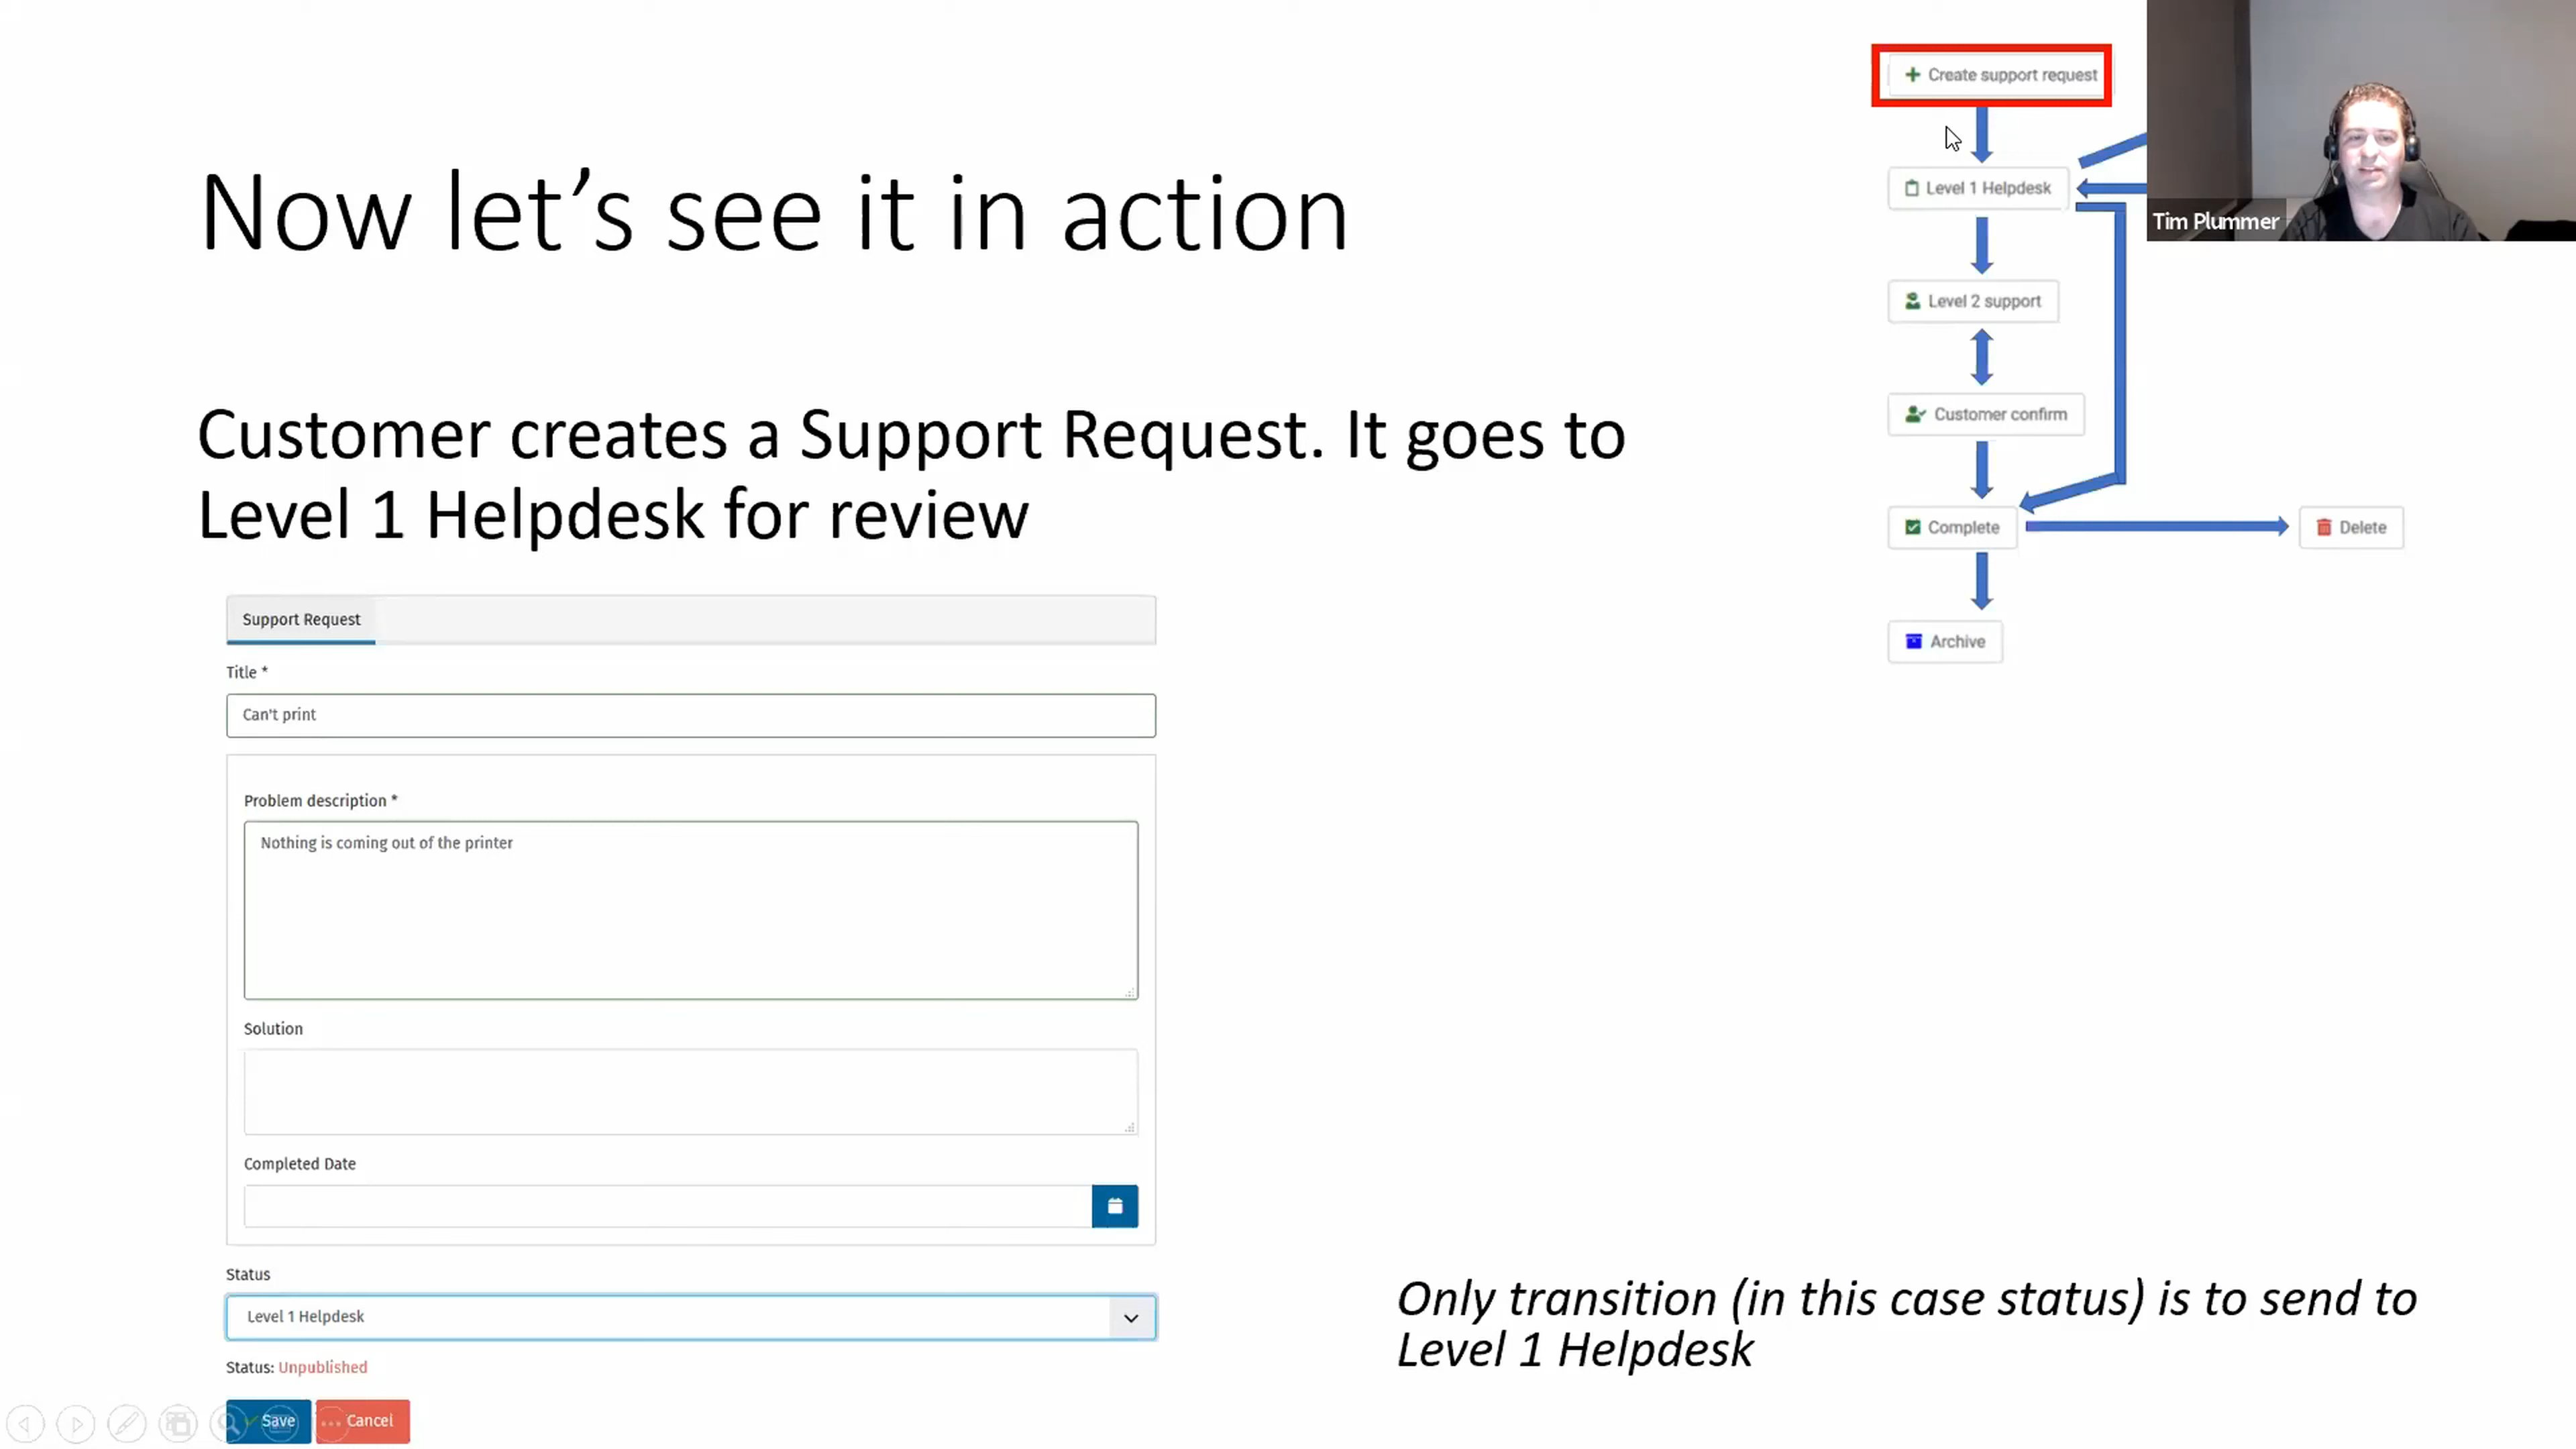 Now let's see it in action
Customer creates a Support Request. It goes to
Level 1 Helpdesk for review
Create support request
Tim Plummer
Level 1 Helpdesk
Level 2 support
Customer confirm
Complete
Delete
Archive
Support Request
Title *
Can't print
Problem description *
Nothing is coming out of the printer
Solution
Completed Date
Status
Level 1 Helpdesk
Status: Unpublished
Save
Cancel
Only transition (in this case status) is to send to
Level 1 Helpdesk